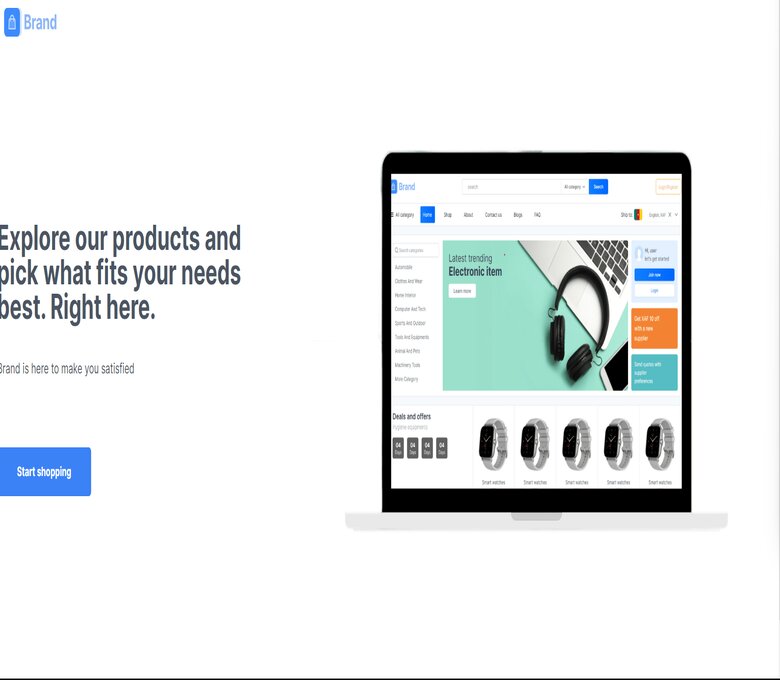 Brand
Explore our products and
pick what fits your needs
best. Right here.
Brand is here to make you satisfied
Start shopping
Brand
search
All category
Search
Login/Register
All category
Home
Shop
About
Contact us
Blogs
FAQ
Ship to
English, XAF
Search categories
Automobile
Clothes And Wear
Home Interior
Computer And Tech
Sports And Outdoor
Tools And Equipments
Animal And Pets
Machinery Tools
More Category
Latest trending
Electronic item
Learn more
Hi, user
let's get started
Join now
Login
Get XAF 10 off
with a new
supplier
Send quotes with
supplier
preferences
Deals and offers
Hygiene equipments
04
Days
04
Days
04
Days
04
Days
Smart watches
Smart watches
Smart watches
Smart watches
Smart watches